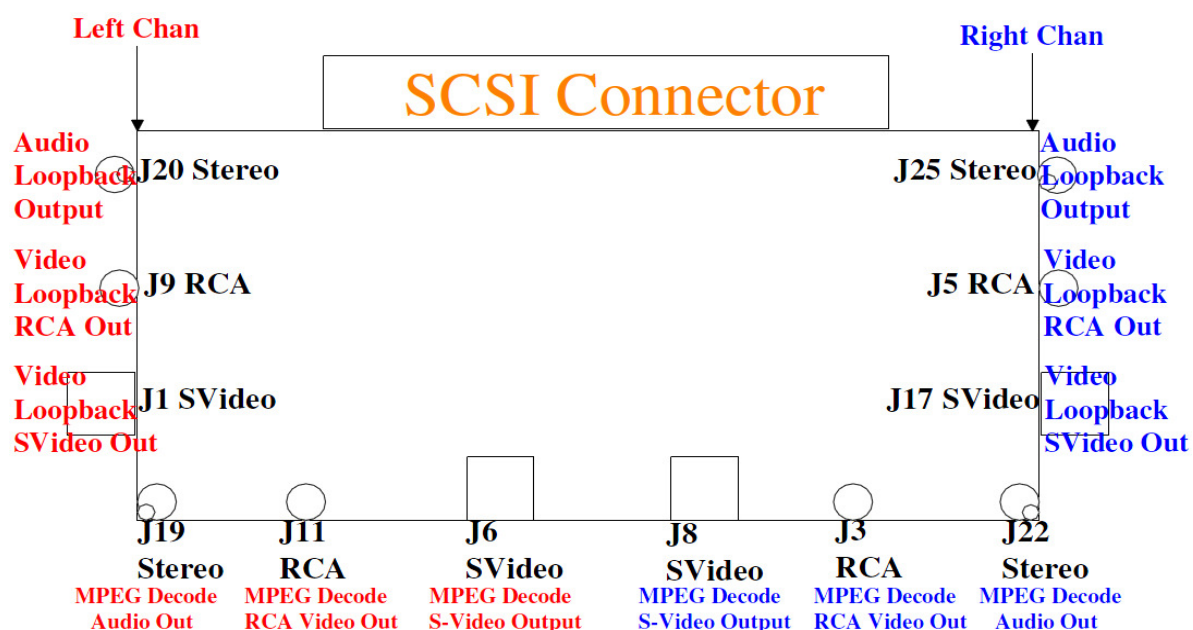 Left Chan
Right Chan
SCSI Connector
Audio
Loopback
Output
J20 Stereo
J25 Stereo
Audio
Loopback
Output
Video
Loopback
RCA Out
J9 RCA
J5 RCA
Video
Loopback
RCA Out
Video
Loopback
SVideo Out
J1 SVideo
J17 SVideo
Video
Loopback
SVideo Out
J19
Stereo
MPEG Decode
Audio Out
J11
RCA
MPEG Decode
RCA Video Out
J6
SVideo
MPEG Decode
S-Video Output
J8
SVideo
MPEG Decode
S-Video Output
J3
RCA
MPEG Decode
RCA Video Out
J22
Stereo
MPEG Decode
Audio Out